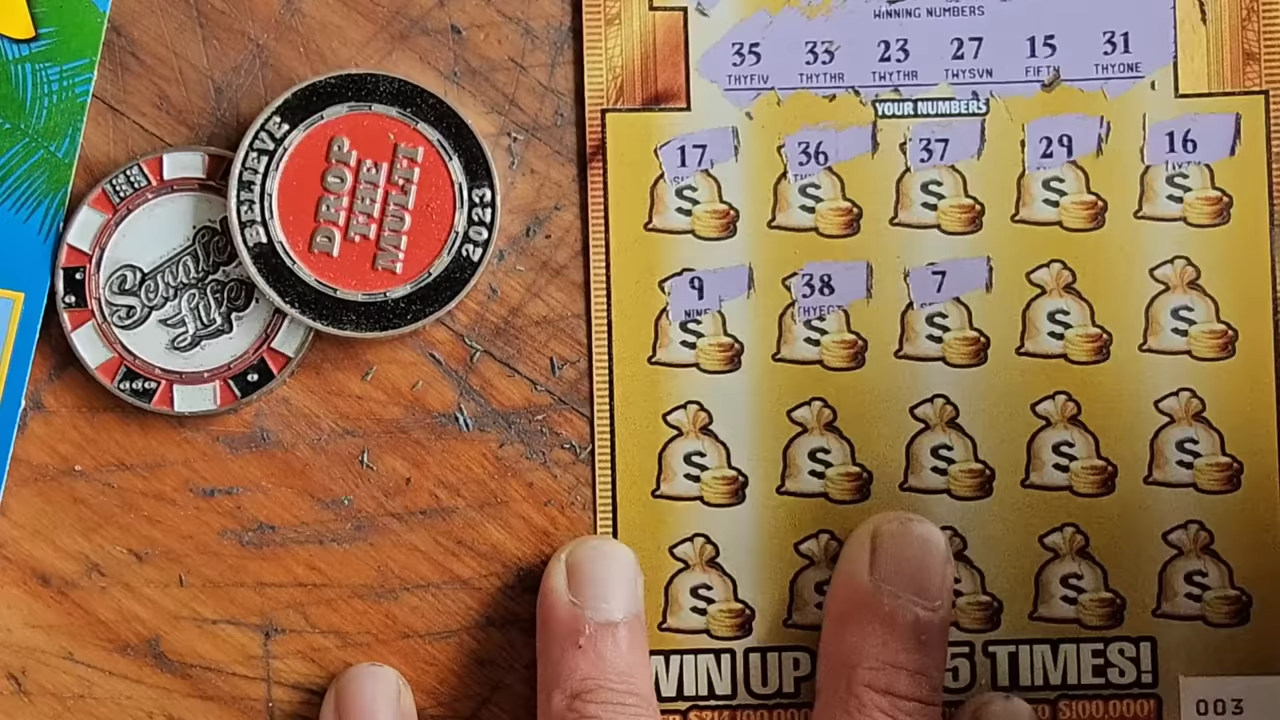 BELIEVE
DROP
THE
MULTI
2023
Scratch
Life
WINNING NUMBERS
35 33 23 27 15 31
THYFIV THYTHR TWYTHR TWYSVN FIFTN THYONE
YOUR NUMBERS
17 36 37 29 16
9 38 7
NINE THYEGT
$ $ $ $ $
$ $ $ $ $
$ $ $ $ $
$ $ $ $ $
WIN UP 5 TIMES!
$100,000!
003